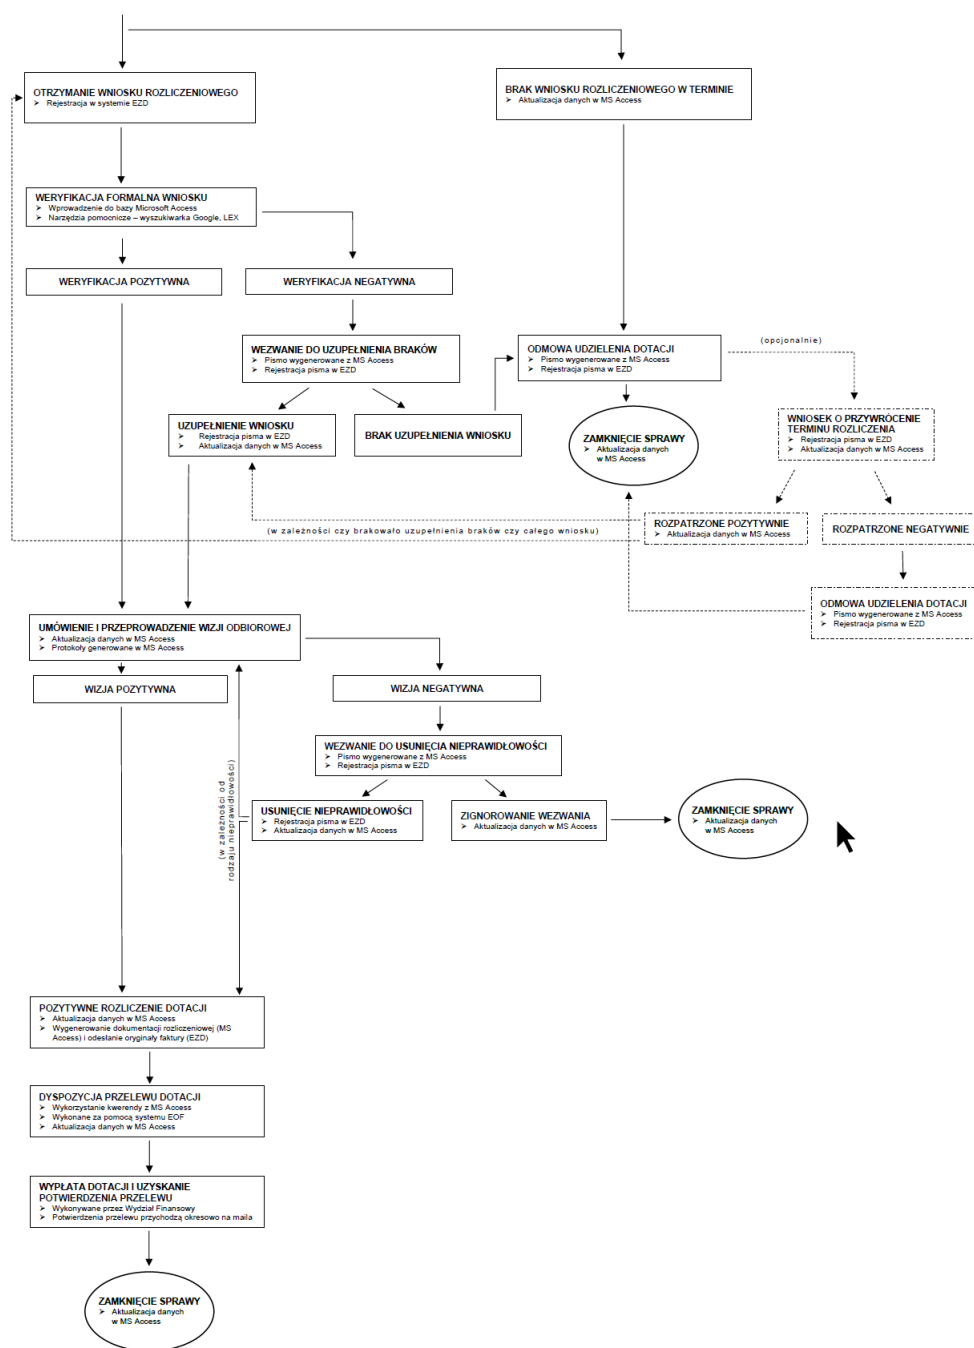 OTRZYMANIE WNIOSKU ROZLICZENIOWEGO
➢ Rejestracja w systemie EZD
BRAK WNIOSKU ROZLICZENIOWEGO W TERMINIE
➢ Aktualizacja danych w MS Access
WERYFIKACJA FORMALNA WNIOSKU
➢ Wprowadzenie do bazy Microsoft Access
➢ Narzędzia pomocnicze – wyszukiwarka Google, LEX
WERYFIKACJA POZYTYWNA
WERYFIKACJA NEGATYWNA
WEZWANIE DO UZUPEŁNIENIA BRAKÓW
➢ Pismo wygenerowane z MS Access
➢ Rejestracja pisma w EZD
ODMOWA UDZIELENIA DOTACJI
➢ Pismo wygenerowane z MS Access
➢ Rejestracja pisma w EZD
(opcjonalnie)
UZUPEŁNIENIE WNIOSKU
➢ Rejestracja pisma w EZD
➢ Aktualizacja danych w MS Access
BRAK UZUPEŁNIENIA WNIOSKU
ZAMKNIĘCIE SPRAWY
➢ Aktualizacja danych
w MS Access
WNIOSEK O PRZYWRÓCENIE
TERMINU ROZLICZENIA
➢ Rejestracja pisma w EZD
➢ Aktualizacja danych w MS Access
(w zależności czy brakowało uzupełnienia braków czy całego wniosku)
ROZPATRZONE POZYTYWNIE
➢ Aktualizacja danych w MS Access
ROZPATRZONE NEGATYWNIE
ODMOWA UDZIELENIA DOTACJI
➢ Pismo wygenerowane z MS Access
➢ Rejestracja pisma w EZD
UMÓWIENIE I PRZEPROWADZENIE WIZJI ODBIOROWEJ
➢ Aktualizacja danych w MS Access
➢ Protokoły generowane w MS Access
WIZJA POZYTYWNA
WIZJA NEGATYWNA
WEZWANIE DO USUNIĘCIA NIEPRAWIDŁOWOŚCI
➢ Pismo wygenerowane z MS Access
➢ Rejestracja pisma w EZD
(w zależności od
rodzaju nieprawidłowości)
USUNIĘCIE NIEPRAWIDŁOWOŚCI
➢ Rejestracja pisma w EZD
➢ Aktualizacja danych w MS Access
ZIGNOROWANIE WEZWANIA
➢ Aktualizacja danych w MS Access
ZAMKNIĘCIE SPRAWY
➢ Aktualizacja danych
w MS Access
POZYTYWNE ROZLICZENIE DOTACJI
➢ Aktualizacja danych w MS Access
➢ Wygenerowanie dokumentacji rozliczeniowej (MS
Access) i odesłanie oryginały faktury (EZD)
DYSPOZYCJA PRZELEWU DOTACJI
➢ Wykorzystanie kwerendy z MS Access
➢ Wykonane za pomocą systemu EOF
➢ Aktualizacja danych w MS Access
WYPŁATA DOTACJI I UZYSKANIE
POTWIERDZENIA PRZELEWU
➢ Wykonywane przez Wydział Finansowy
➢ Potwierdzenia przelewu przychodzą okresowo na maila
ZAMKNIĘCIE SPRAWY
➢ Aktualizacja danych
w MS Access